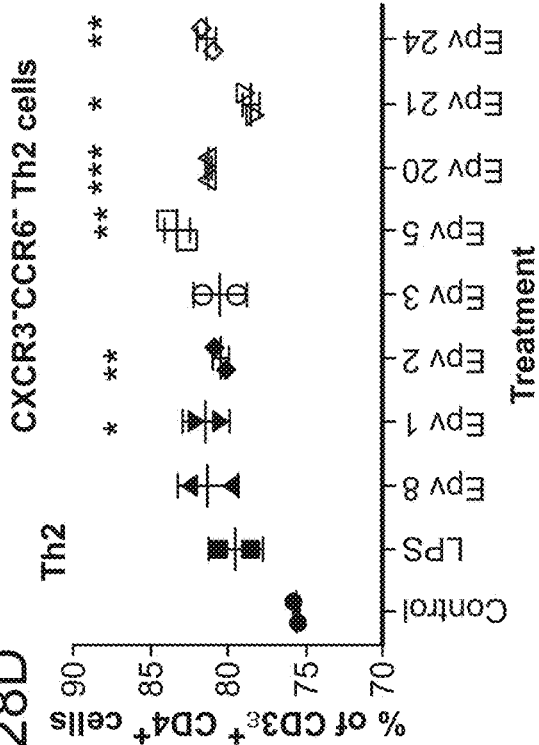 28D
Th2
CXCR3⁻CCR6⁻ Th2 cells
* ** ** *** * **
% of CD3ε⁺ CD4⁺ cells
90
85
80
75
70
Control LPS Epv 8 Epv 1 Epv 2 Epv 3 Epv 5 Epv 20 Epv 21 Epv 24
Treatment